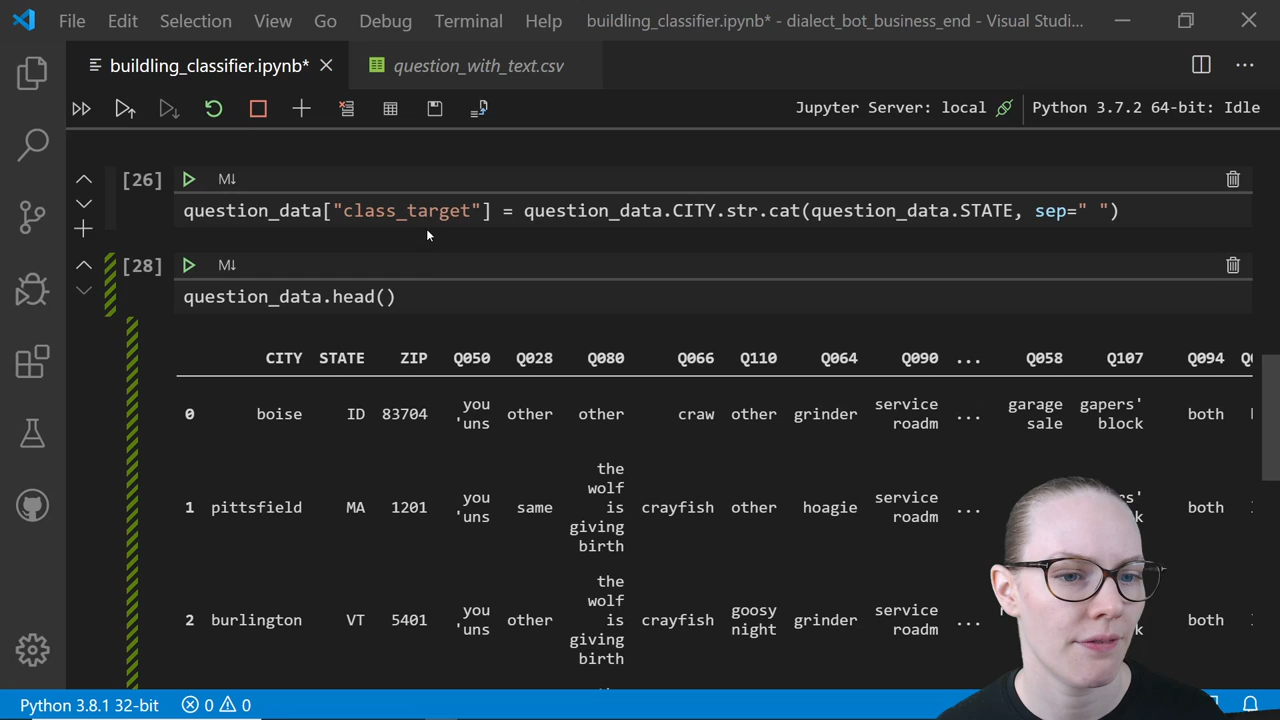 File Edit Selection View Go Debug Terminal Help buildling_classifier.ipynb* - dialect_bot_business_end - Visual Studi...
buildling_classifier.ipynb* question_with_text.csv
Jupyter Server: local Python 3.7.2 64-bit: Idle
[26] M↓
question_data["class_target"] = question_data.CITY.str.cat(question_data.STATE, sep=" ")
[28] M↓
question_data.head()
CITY STATE ZIP Q050 Q028 Q080 Q066 Q110 Q064 Q090 ... Q058 Q107 Q094
0 boise ID 83704 you 'uns other other craw other grinder service roadm ... garage sale gapers' block both
1 pittsfield MA 1201 you 'uns same the wolf is giving birth crayfish other hoagie service roadm ... both
2 burlington VT 5401 you 'uns other the wolf is giving birth crayfish goosy night grinder service roadm ... both
Python 3.8.1 32-bit 0 0